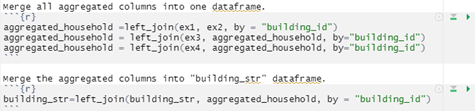 Merge all aggregated columns into one dataframe.
```{r}
aggregated_household =left_join(ex1, ex2, by = "building_id")
aggregated_household = left_join(ex3, aggregated_household, by="building_id")
aggregated_household = left_join(ex4, aggregated_household, by="building_id")
```
Merge the aggregated columns into "building_str" dataframe.
```{r}
building_str=left_join(building_str, aggregated_household, by = "building_id")